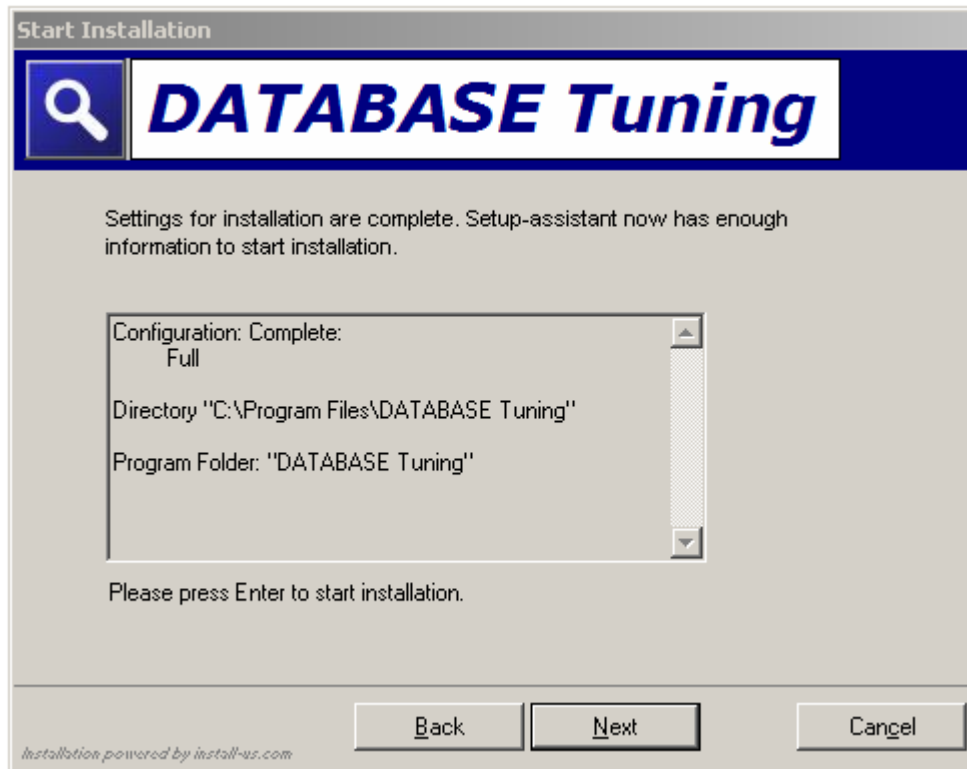 Start Installation
DATABASE Tuning
Settings for installation are complete. Setup-assistant now has enough
information to start installation.
Configuration: Complete:
Full
Directory "C:\Program Files\DATABASE Tuning"
Program Folder: "DATABASE Tuning"
Please press Enter to start installation.
Back Next Cancel
Installation powered by install-us.com